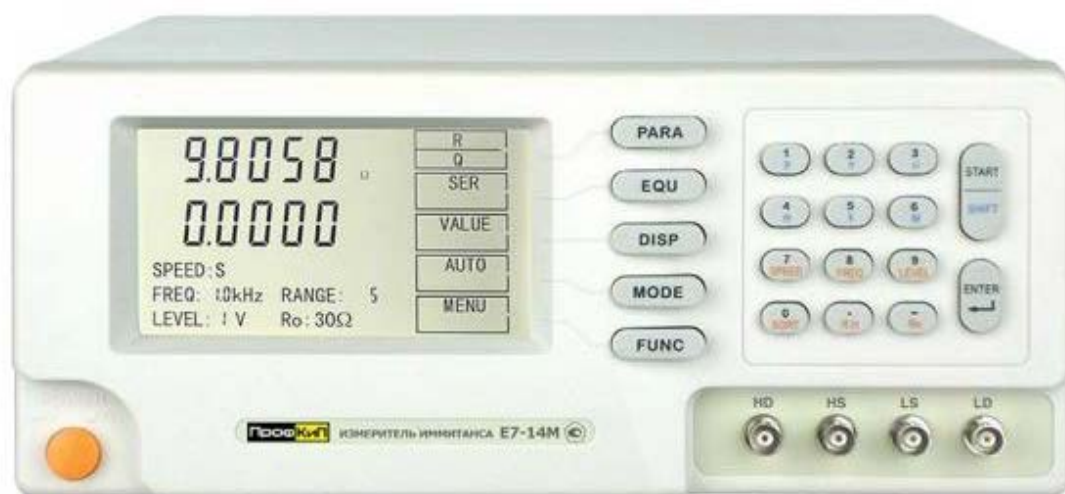 9.8058 Ω
0.0000
SPEED:S
FREQ: 1.0kHz RANGE: 5
LEVEL: 1 V Ro:30Ω
R
Q
SER
VALUE
AUTO
MENU
PARA
EQU
DISP
MODE
FUNC
1 2 3
4 5 6
7 8 9
SPEED FREQ LEVEL
0 . -
SORT
START
SHIFT
ENTER
HD HS LS LD
ПрофКиП ИЗМЕРИТЕЛЬ ИММИТАНСА Е7-14М